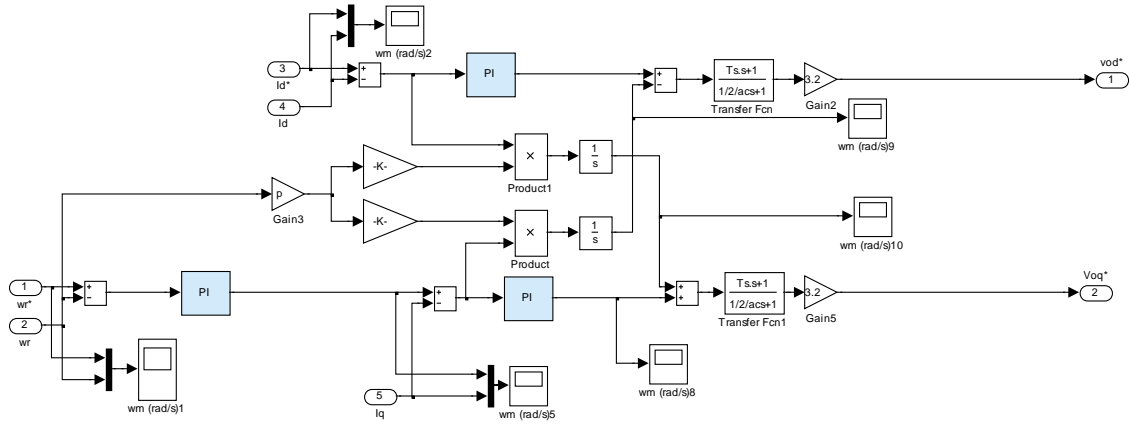 wm (rad/s)2
3
Id*
+
−
PI
4
Id
+
−
Ts.s+1
1/2/acs+1
Transfer Fcn
3.2
Gain2
vod*
1
wm (rad/s)9
-K-
×
Product1
1
s
p
Gain3
-K-
×
Product
1
s
wm (rad/s)10
1
wr*
+
−
PI
2
wr
+
−
PI
+
+
Ts.s+1
1/2/acs+1
Transfer Fcn1
3.2
Gain5
Voq*
2
wm (rad/s)1
5
Iq
wm (rad/s)5
wm (rad/s)8